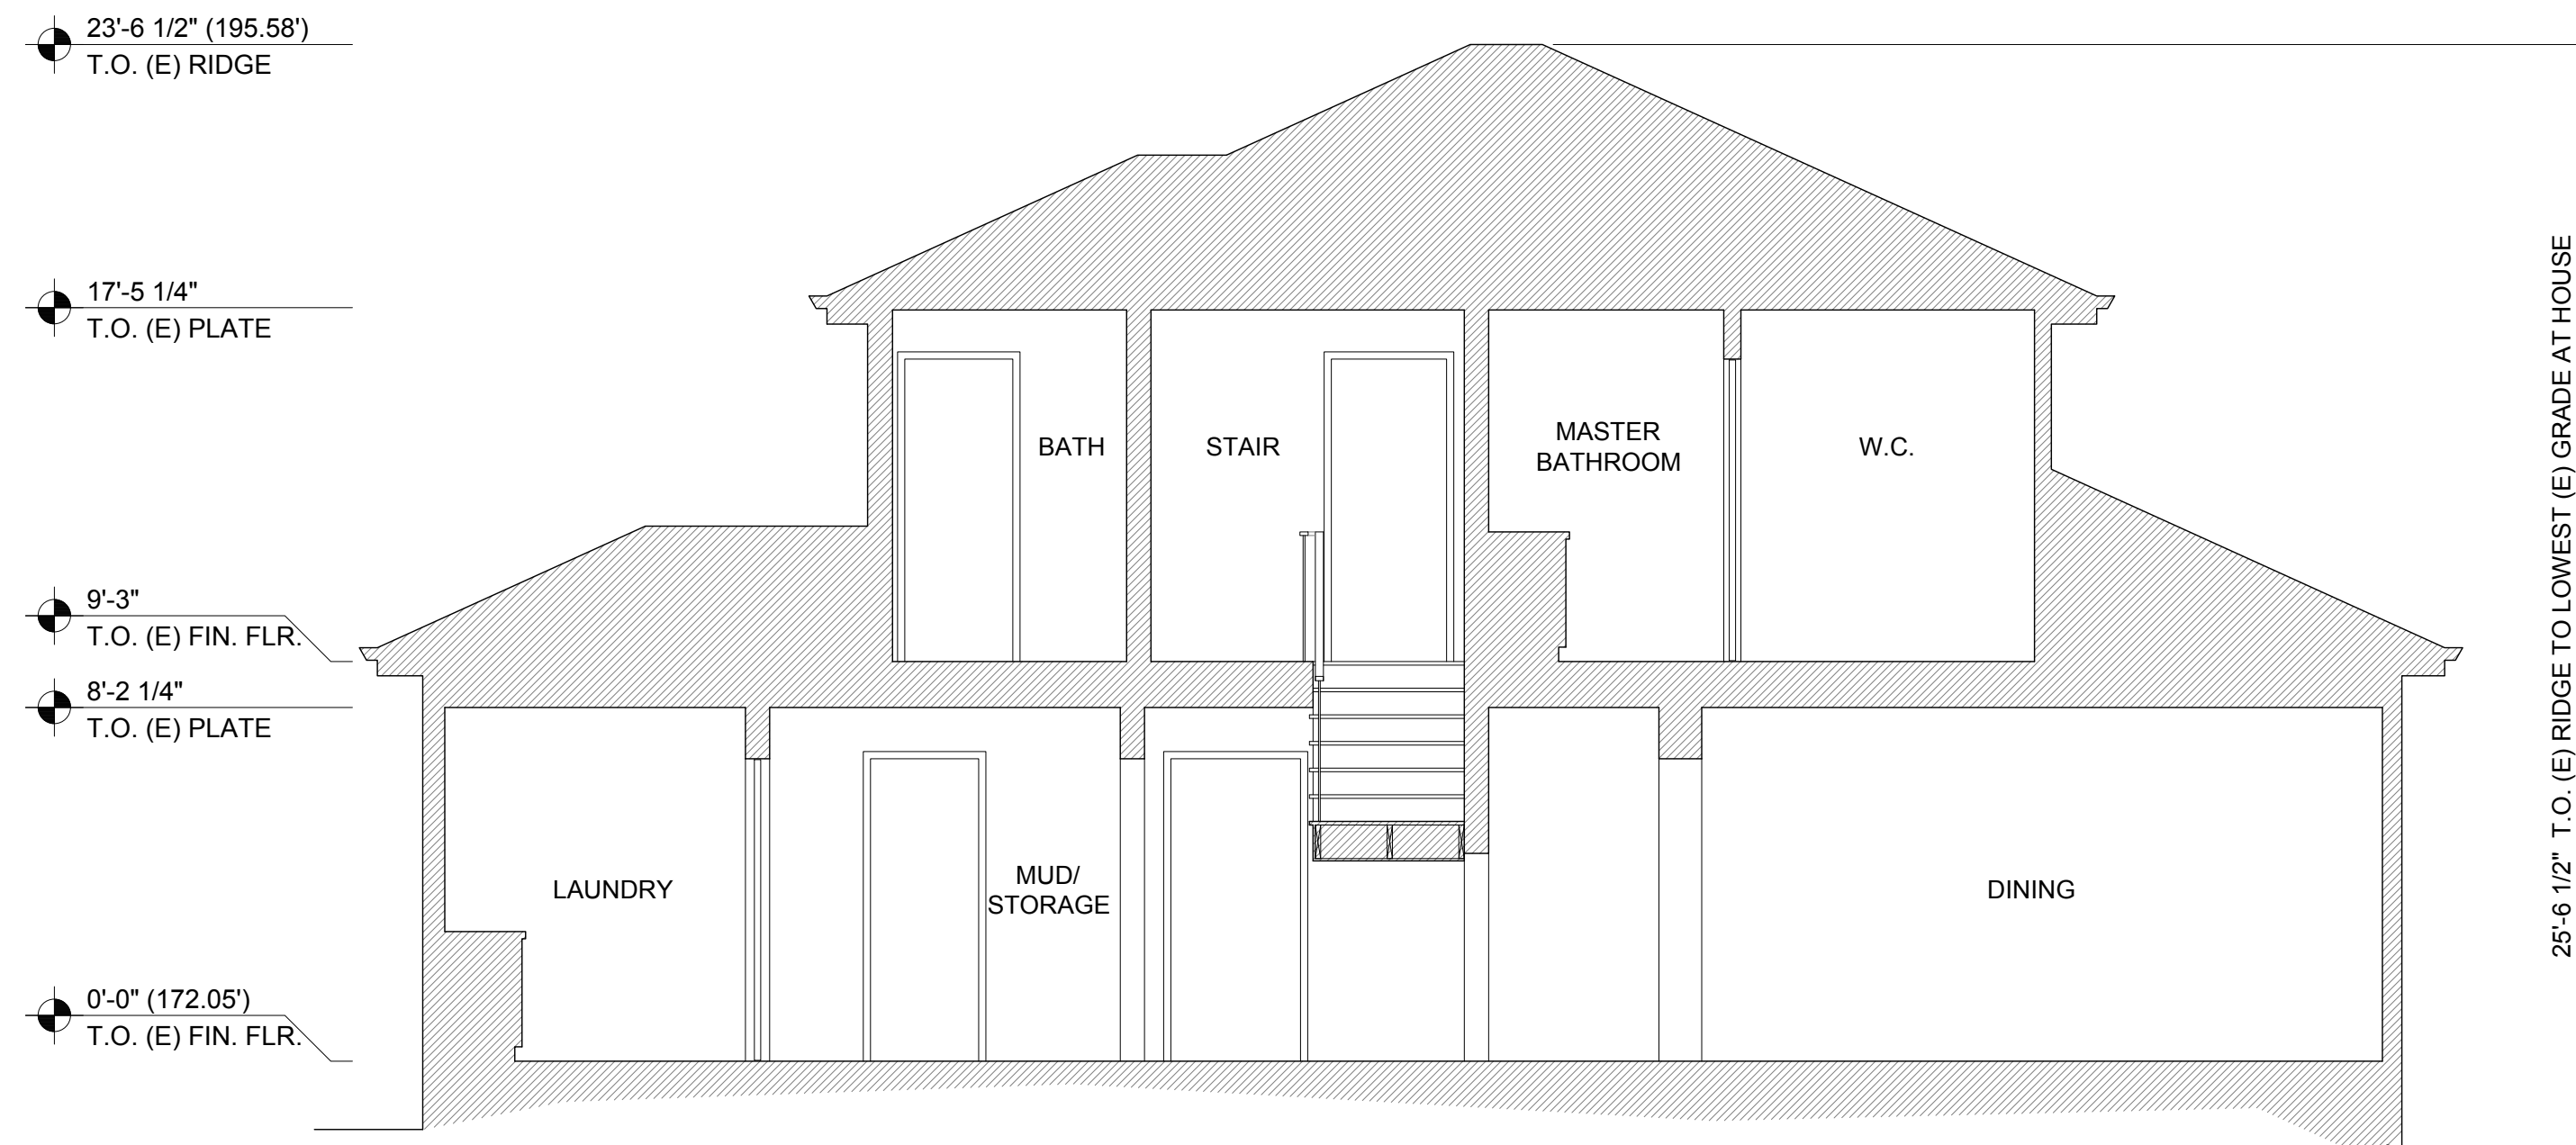 23'-6 1/2" (195.58')
T.O. (E) RIDGE
17'-5 1/4"
T.O. (E) PLATE
9'-3"
T.O. (E) FIN. FLR.
8'-2 1/4"
T.O. (E) PLATE
0'-0" (172.05')
T.O. (E) FIN. FLR.
BATH
STAIR
MASTER
BATHROOM
W.C.
LAUNDRY
MUD/
STORAGE
DINING
25'-6 1/2" T.O. (E) RIDGE TO LOWEST (E) GRADE AT HOUSE